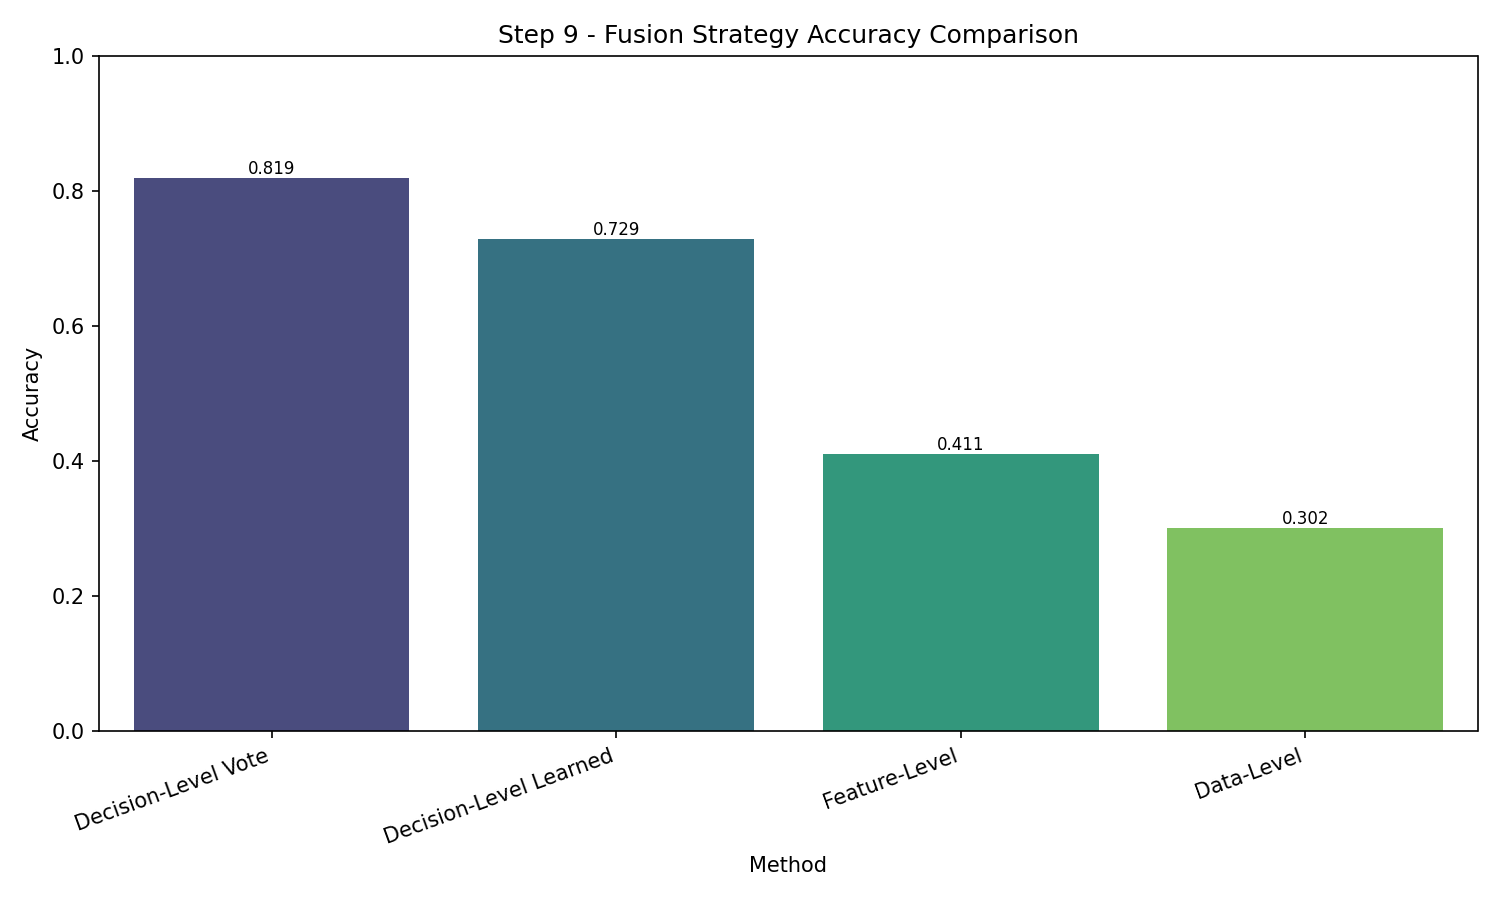 Step 9 - Fusion Strategy Accuracy Comparison
1.0
0.8
0.6
0.4
0.2
0.0
Accuracy
0.819
0.729
0.411
0.302
Decision-Level Vote
Decision-Level Learned
Feature-Level
Data-Level
Method